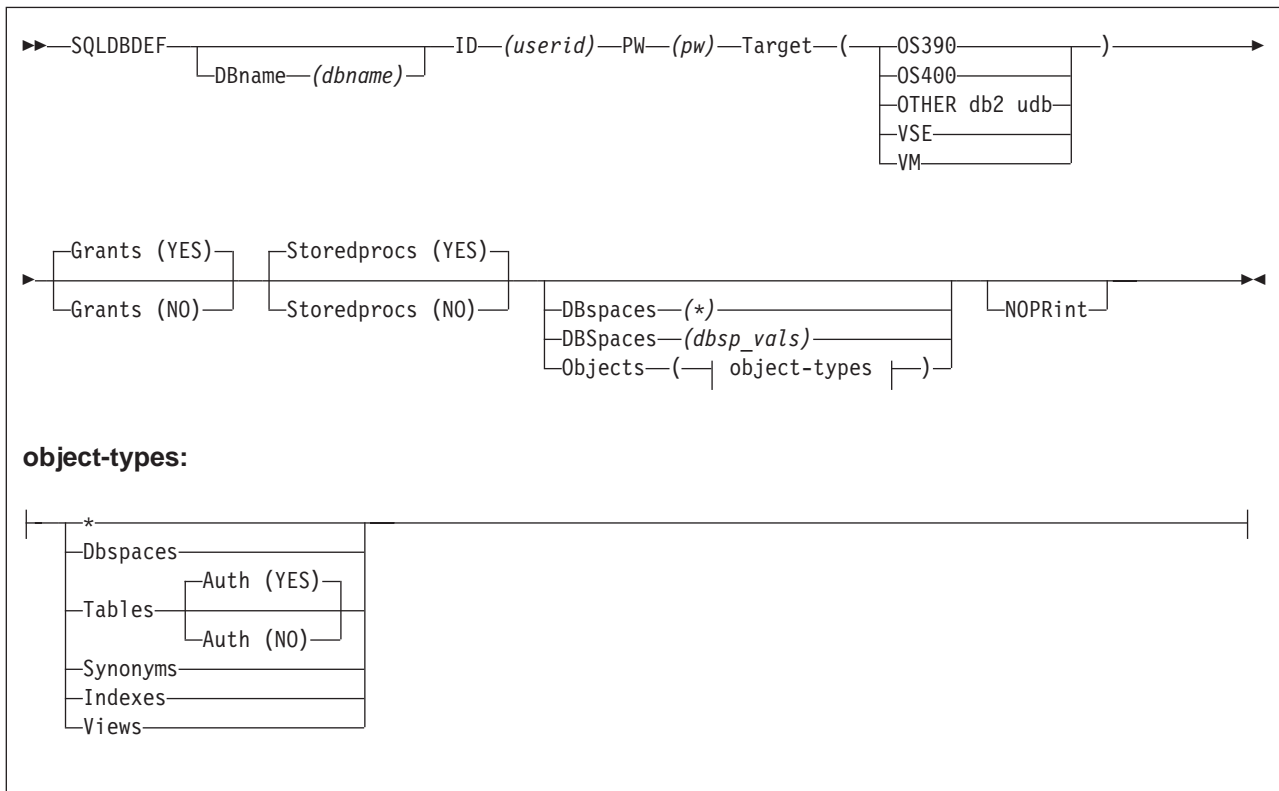 SQLDBDEF ID (userid) PW (pw) Target ( OS390 )
DBname (dbname) OS400
OTHER db2 udb
VSE
VM
Grants (YES) Storedprocs (YES)
Grants (NO) Storedprocs (NO) DBspaces (*) NOPRint
DBSpaces (dbsp_vals)
Objects ( object-types )
object-types:
*
Dbspaces
Auth (YES)
Tables
Auth (NO)
Synonyms
Indexes
Views